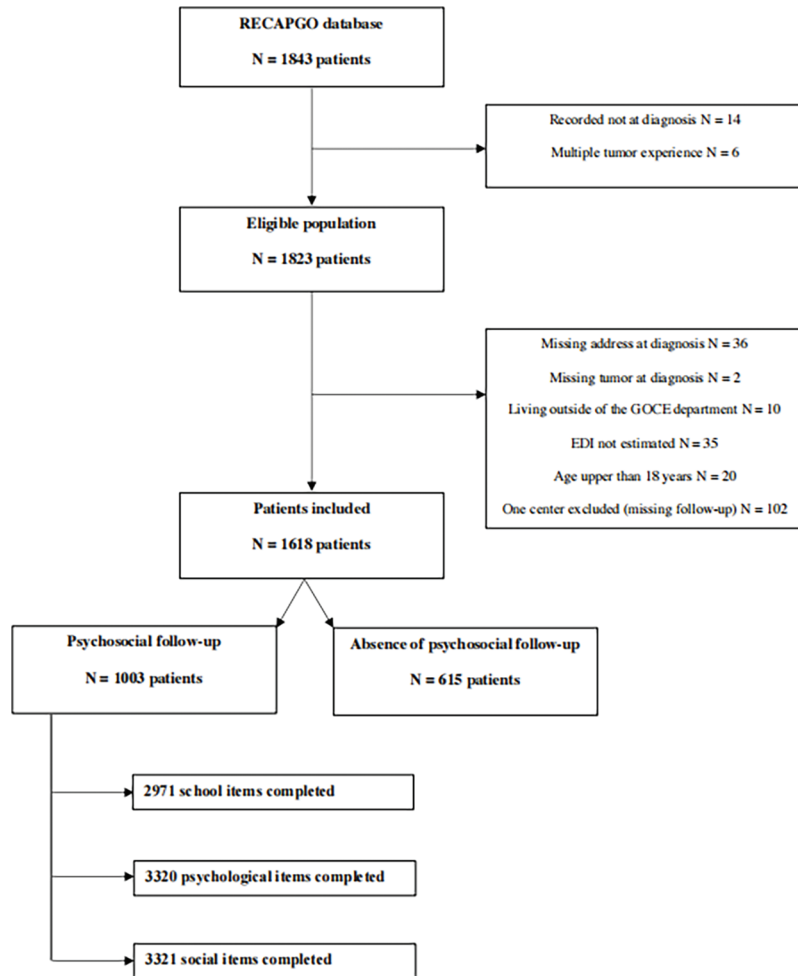 RECAPGO database
N = 1843 patients
Recorded not at diagnosis N = 14
Multiple tumor experience N = 6
Eligible population
N = 1823 patients
Missing address at diagnosis N = 36
Missing tumor at diagnosis N = 2
Living outside of the GOCE department N = 10
EDI not estimated N = 35
Age upper than 18 years N = 20
One center excluded (missing follow-up) N = 102
Patients included
N = 1618 patients
Psychosocial follow-up
N = 1003 patients
Absence of psychosocial follow-up
N = 615 patients
2971 school items completed
3320 psychological items completed
3321 social items completed